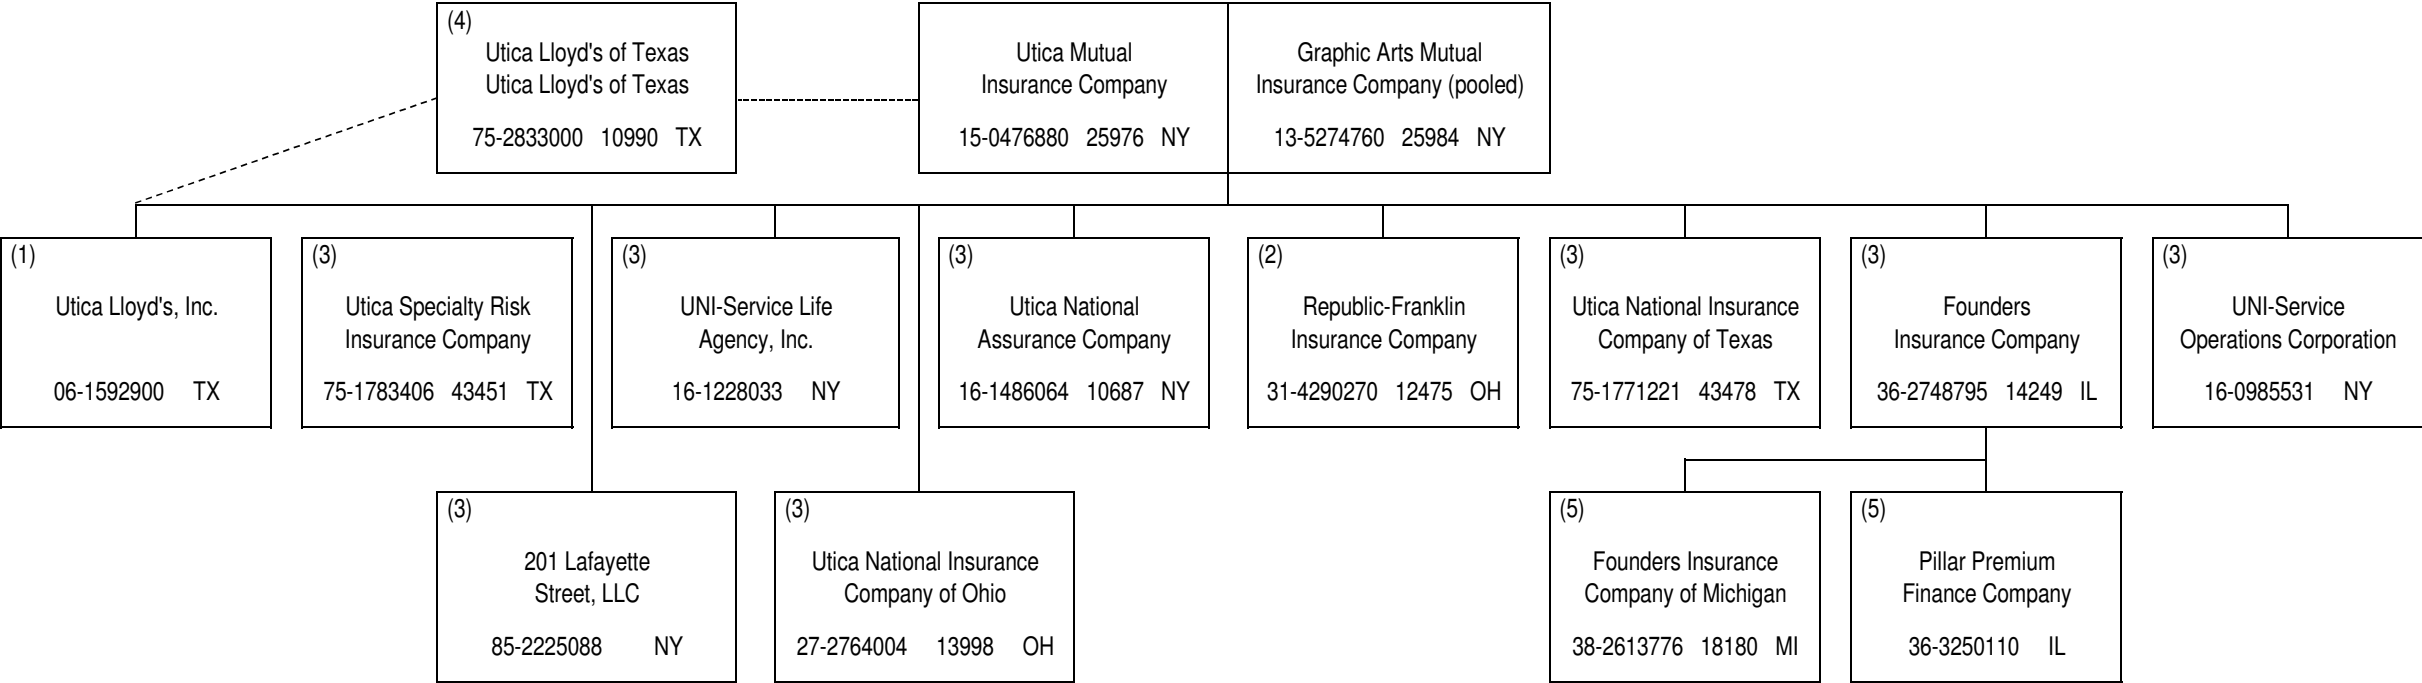 (4)
Utica Lloyd's of Texas
Utica Lloyd's of Texas
75-2833000 10990 TX
Utica Mutual
Insurance Company
15-0476880 25976 NY
Graphic Arts Mutual
Insurance Company (pooled)
13-5274760 25984 NY
(1)
Utica Lloyd's, Inc.
06-1592900 TX
(3)
Utica Specialty Risk
Insurance Company
75-1783406 43451 TX
(3)
UNI-Service Life
Agency, Inc.
16-1228033 NY
(3)
Utica National
Assurance Company
16-1486064 10687 NY
(2)
Republic-Franklin
Insurance Company
31-4290270 12475 OH
(3)
Utica National Insurance
Company of Texas
75-1771221 43478 TX
(3)
Founders
Insurance Company
36-2748795 14249 IL
(3)
UNI-Service
Operations Corporation
16-0985531 NY
(3)
201 Lafayette
Street, LLC
85-2225088 NY
(3)
Utica National Insurance
Company of Ohio
27-2764004 13998 OH
(5)
Founders Insurance
Company of Michigan
38-2613776 18180 MI
(5)
Pillar Premium
Finance Company
36-3250110 IL